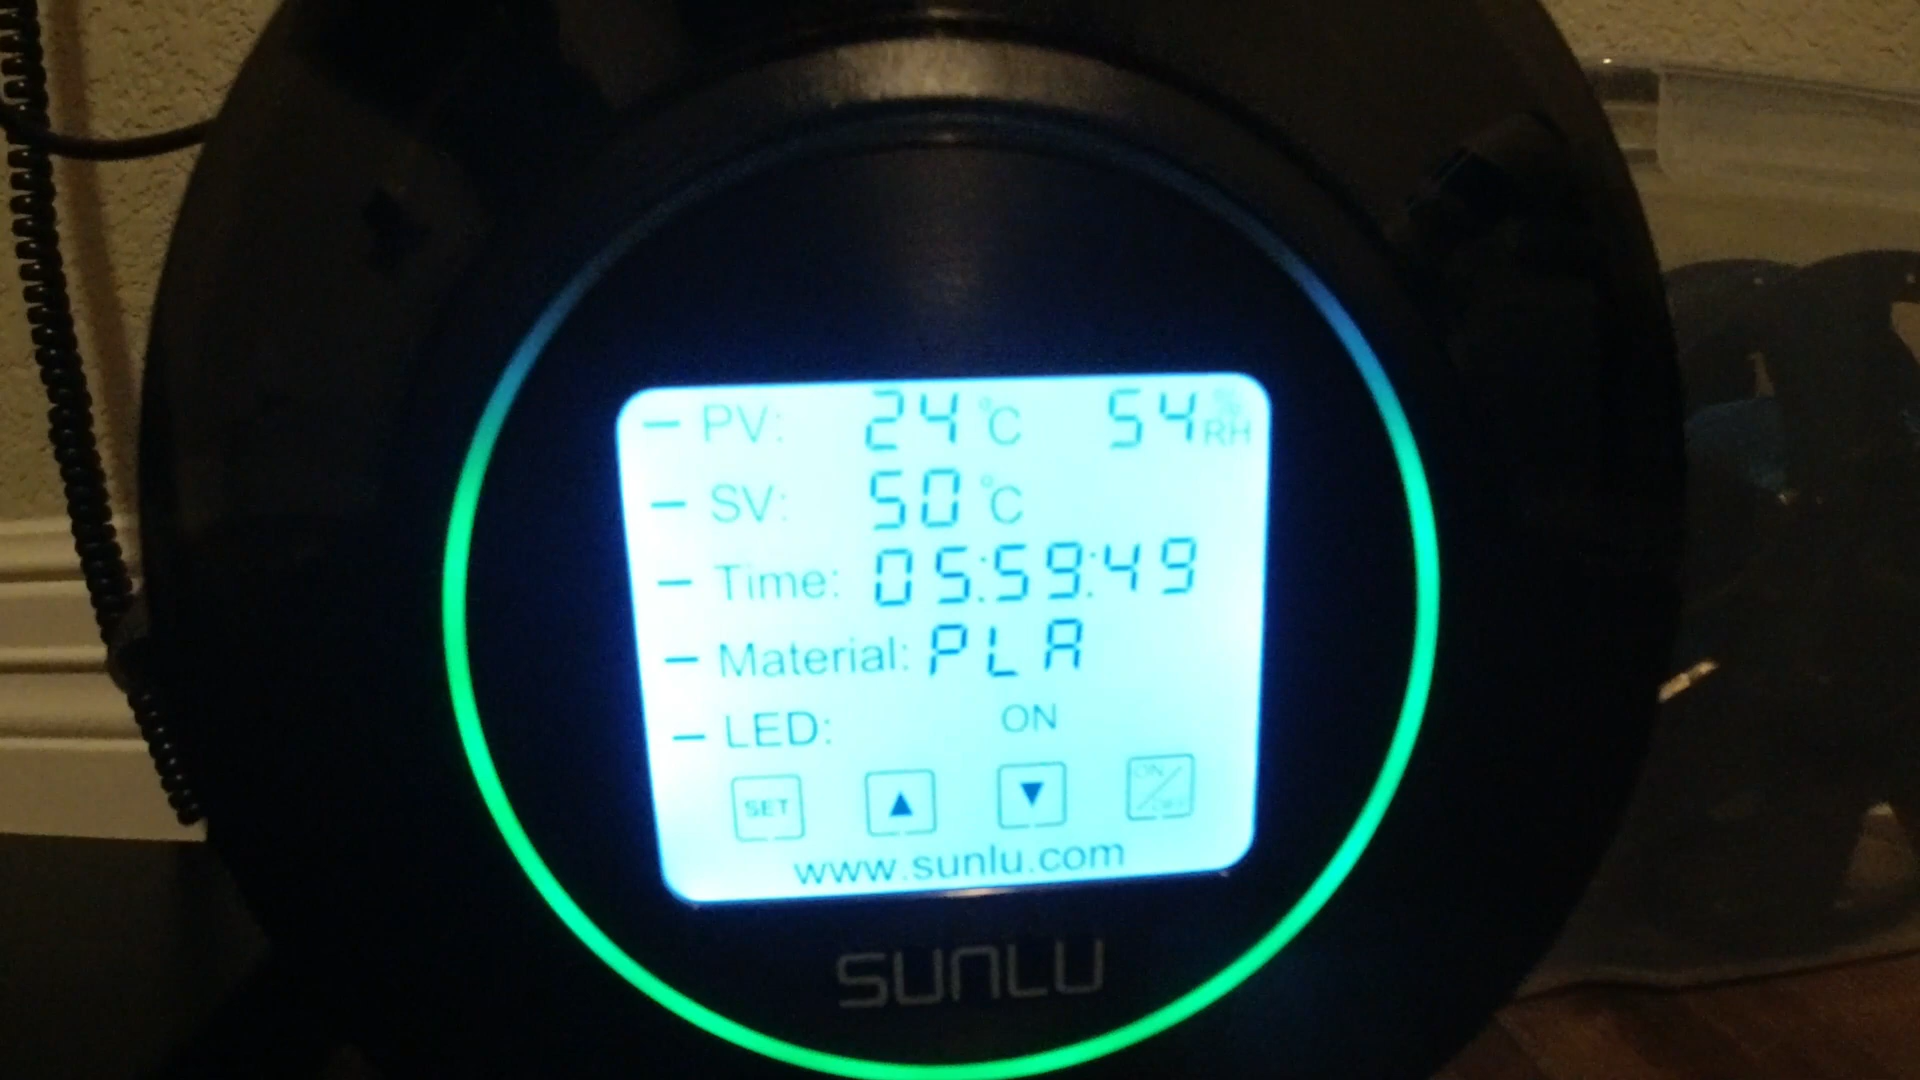 – PV: 24 °C 54 % RH
– SV: 50 °C
– Time: 05:59:49
– Material: PLA
– LED: ON
SET ▲ ▼ ON/OFF
www.sunlu.com
SUNLU